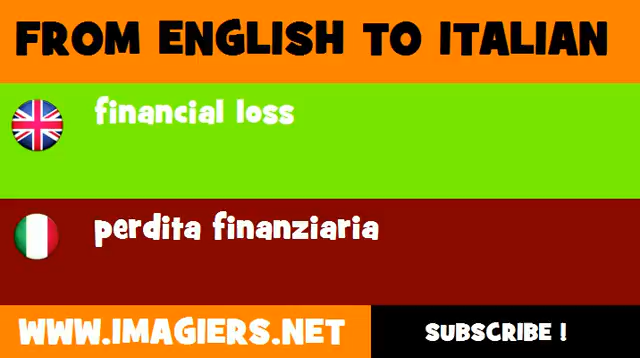 FROM ENGLISH TO ITALIAN
financial loss
perdita finanziaria
WWW.IMAGIERS.NET
SUBSCRIBE !